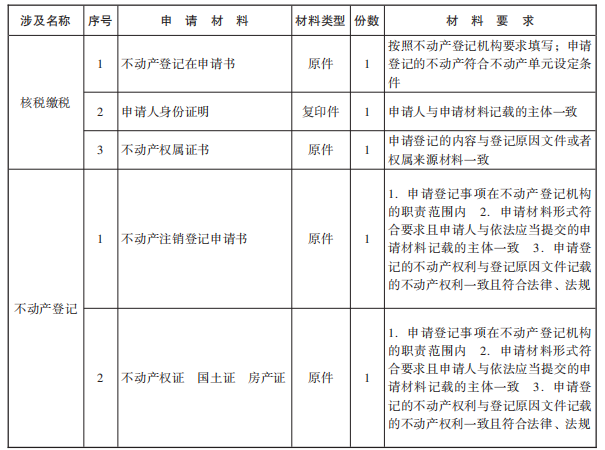 涉及名称 序号 申请材料 材料类型 份数 材料要求
核税缴税
1 不动产登记在申请书 原件 1 按照不动产登记机构要求填写；申请
登记的不动产符合不动产单元设定条
件
2 申请人身份证明 复印件 1 申请人与申请材料记载的主体一致
3 不动产权属证书 原件 1 申请登记的内容与登记原因文件或者
权属来源材料一致
不动产登记
1 不动产注销登记申请书 原件 1 1．申请登记事项在不动产登记机构
的职责范围内 2．申请材料形式符
合要求且申请人与依法应当提交的申
请材料记载的主体一致 3．申请登
记的不动产权利与登记原因文件记载
的不动产权利一致且符合法律、法规
2 不动产权证 国土证 房产证 原件 1 1．申请登记事项在不动产登记机构
的职责范围内 2．申请材料形式符
合要求且申请人与依法应当提交的申
请材料记载的主体一致 3．申请登
记的不动产权利与登记原因文件记载
的不动产权利一致且符合法律、法规